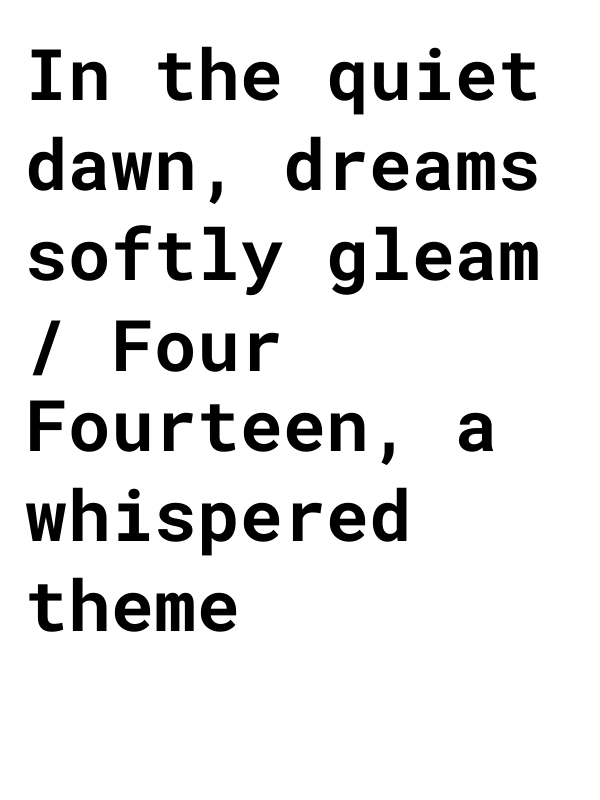 In the quiet
dawn, dreams
softly gleam
/ Four
Fourteen, a
whispered
theme